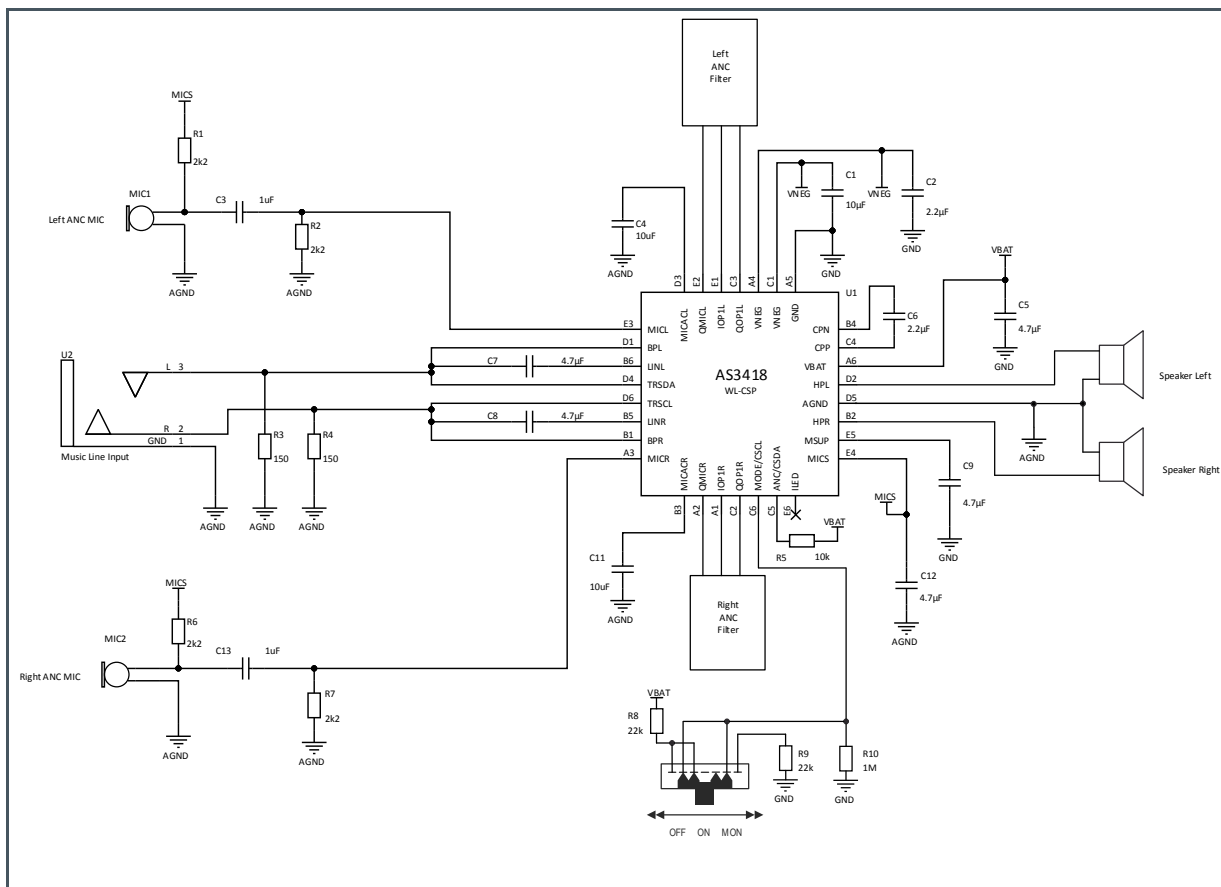 Left
ANC
Filter
MICS
R1
2k2
MIC1
Left ANC MIC
C3
1uF
R2
2k2
AGND
AGND
C4
10uF
AGND
VNEG
C1
10µF
GND
VNEG
C2
2.2µF
GND
VBAT
C5
4.7µF
GND
D3
E2
E1
C3
A4
C1
A5
U1
MICACL
QMICL
IOP1L
QOP1L
VNEG
VNEG
GND
AS3418
WL-CSP
E3
MICL
D1
BPL
B6
LINL
D4
TRSDA
D6
TRSCL
B5
LINR
B1
BPR
A3
MICR
CPN
B4
CPP
C4
VBAT
A6
HPL
D2
AGND
D5
HPR
B2
MSUP
E5
MICS
E4
C6
2.2µF
Speaker Left
AGND
Speaker Right
U2
L
3
R
2
GND
1
Music Line Input
C7
4.7µF
C8
4.7µF
R3
150
R4
150
AGND
AGND
AGND
MICACR
QMICR
IOP1R
QOP1R
MODE/CSCL
ANC/CSDA
ILED
B3
A2
A1
C2
C6
C5
E6
C9
4.7µF
GND
MICS
C12
4.7µF
AGND
VBAT
R5
10k
C11
10uF
AGND
Right
ANC
Filter
MICS
R6
2k2
MIC2
Right ANC MIC
C13
1uF
R7
2k2
AGND
AGND
VBAT
R8
22k
R9
22k
GND
R10
1M
GND
OFF ON MON